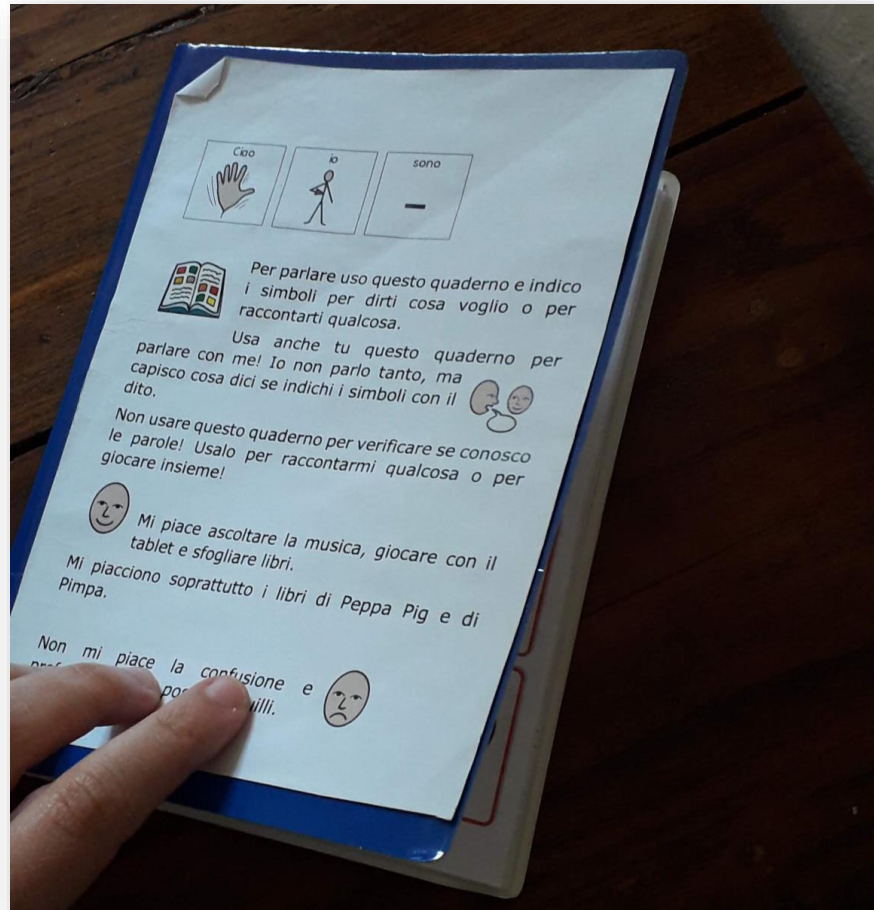 Ciao io sono
Per parlare uso questo quaderno e indico
i simboli per dirti cosa voglio o per
raccontarti qualcosa.
Usa anche tu questo quaderno per
parlare con me! Io non parlo tanto, ma
capisco cosa dici se indichi i simboli con il
dito.
Non usare questo quaderno per verificare se conosco
le parole! Usalo per raccontarmi qualcosa o per
giocare insieme!
Mi piace ascoltare la musica, giocare con il
tablet e sfogliare libri.
Mi piacciono soprattutto i libri di Peppa Pig e di
Pimpa.
Non mi piace la confusione e